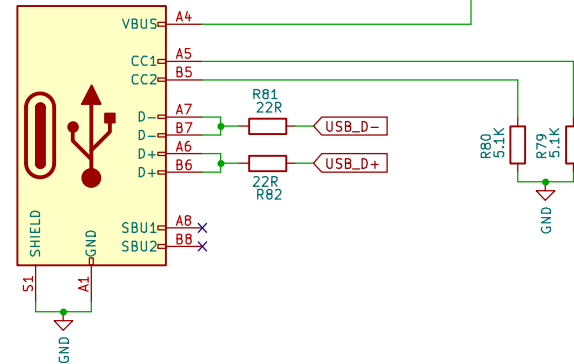 VBUS A4
CC1 A5
CC2 B5
R81
22R
D- A7
D- B7
USB_D-
D+ A6
D+ B6
USB_D+
22R
R82
R80
5.1K
R79
5.1K
GND
SBU1 A8
SBU2 B8
SHIELD
GND
S1
A1
GND